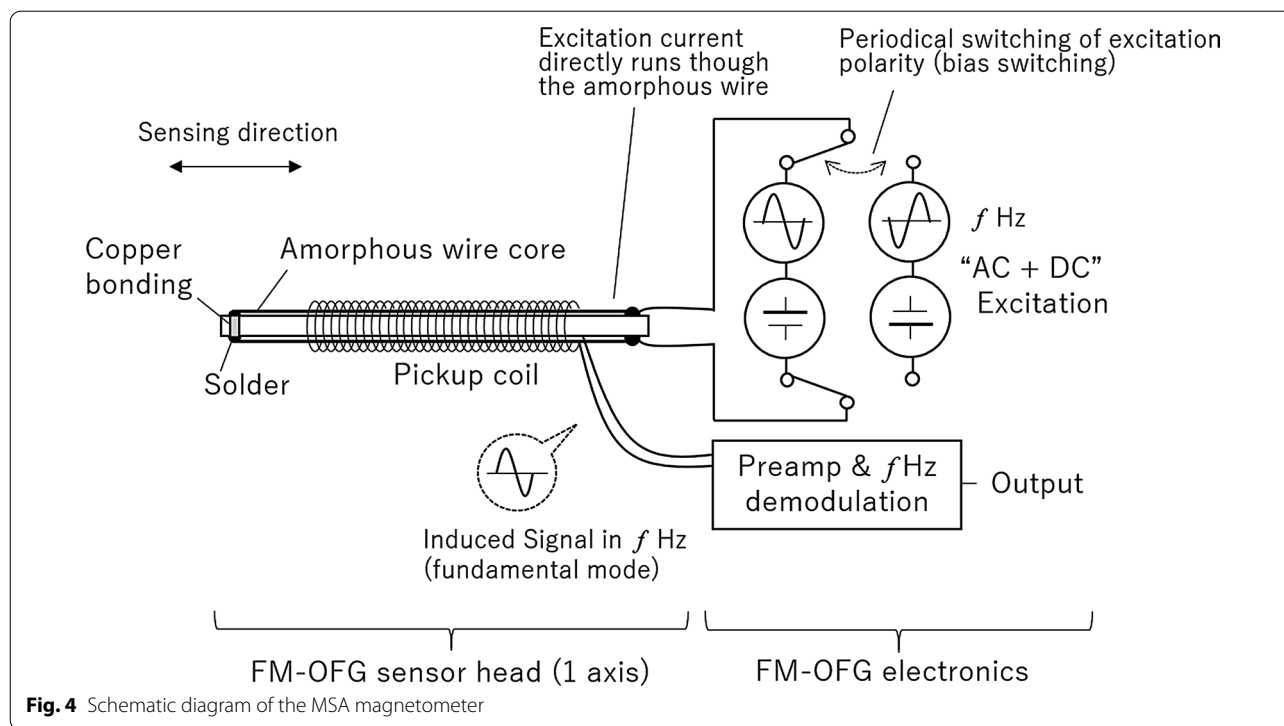 Excitation current
directly runs though
the amorphous wire
Periodical switching of excitation
polarity (bias switching)
Sensing direction
Copper
bonding
Amorphous wire core
Solder
Pickup coil
f Hz
“AC + DC”
Excitation
Preamp & f Hz
demodulation
Output
Induced Signal in f Hz
(fundamental mode)
FM-OFG sensor head (1 axis)
FM-OFG electronics
Fig. 4 Schematic diagram of the MSA magnetometer